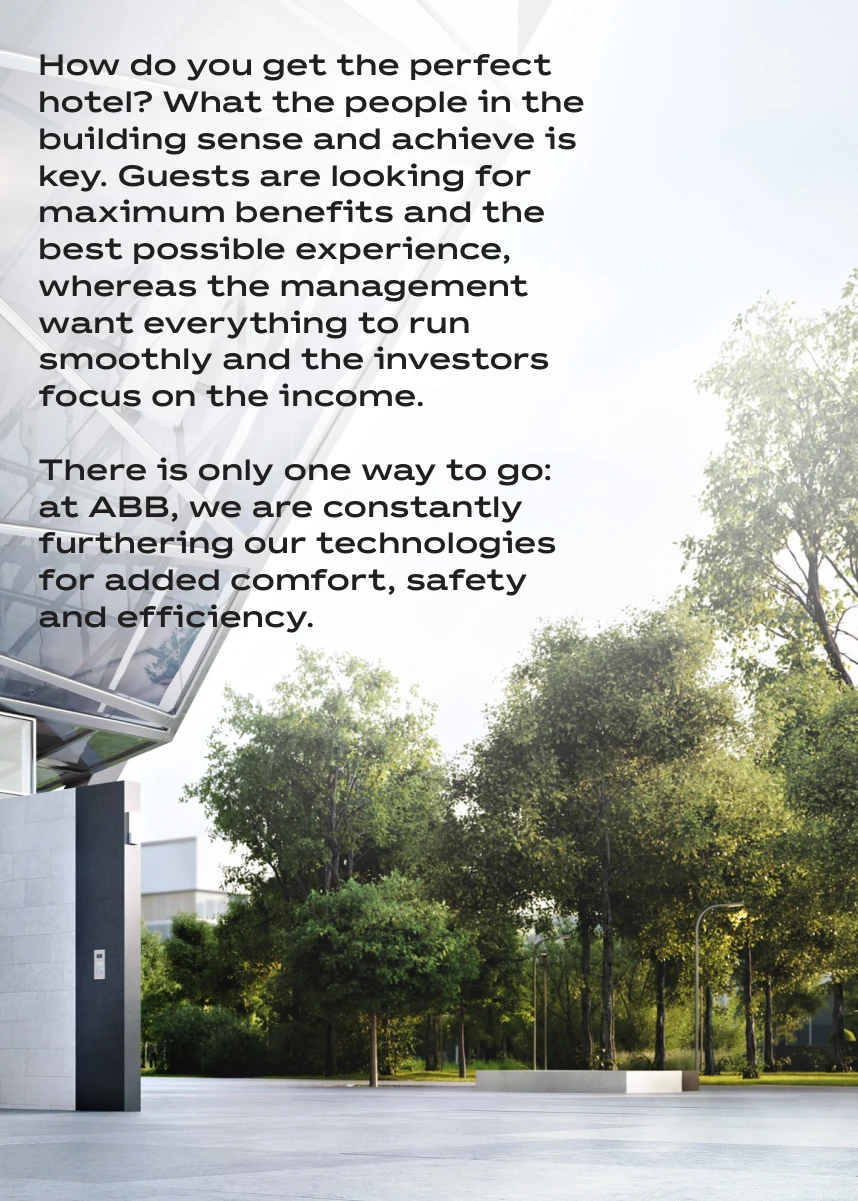 How do you get the perfect
hotel? What the people in the
building sense and achieve is
key. Guests are looking for
maximum benefits and the
best possible experience,
whereas the management
want everything to run
smoothly and the investors
focus on the income.
There is only one way to go:
at ABB, we are constantly
furthering our technologies
for added comfort, safety
and efficiency.